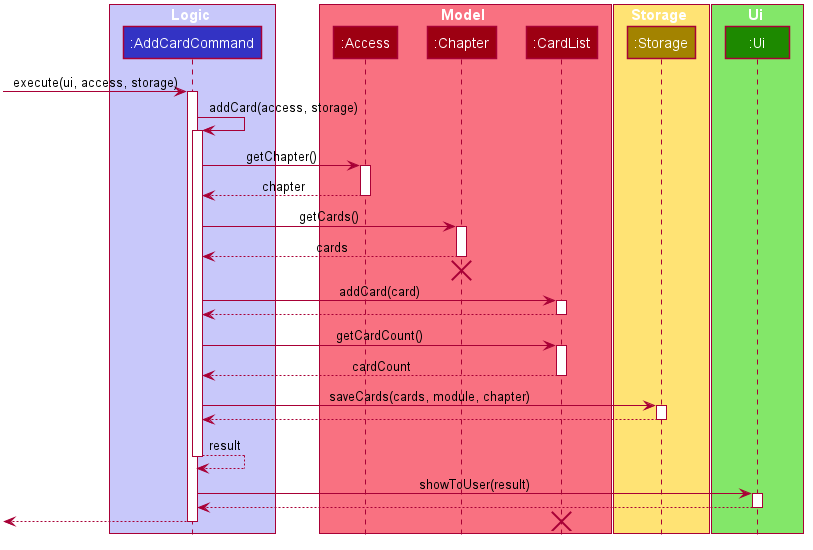 Logic
Model
Storage
Ui
:AddCardCommand
:Access
:Chapter
:CardList
:Storage
:Ui
execute(ui, access, storage)
addCard(access, storage)
getChapter()
chapter
getCards()
cards
addCard(card)
getCardCount()
cardCount
saveCards(cards, module, chapter)
result
showToUser(result)